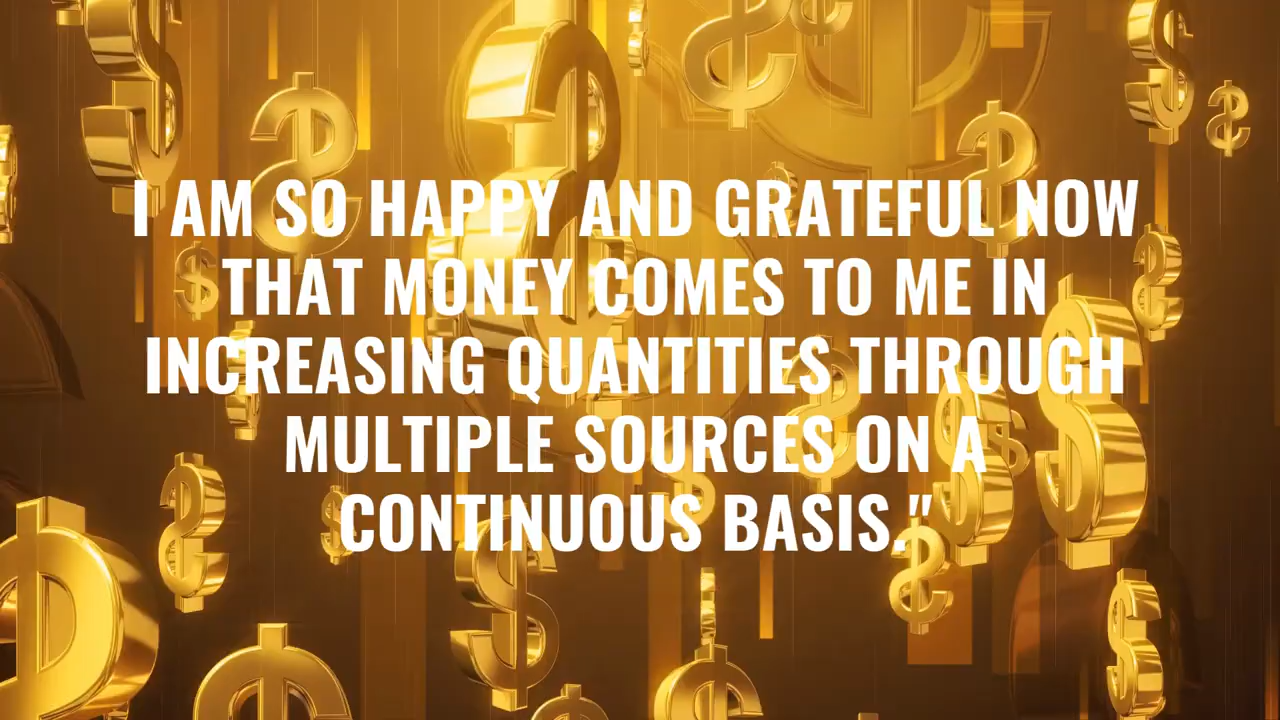 I AM SO HAPPY AND GRATEFUL NOW
THAT MONEY COMES TO ME IN
INCREASING QUANTITIES THROUGH
MULTIPLE SOURCES ON A
CONTINUOUS BASIS."